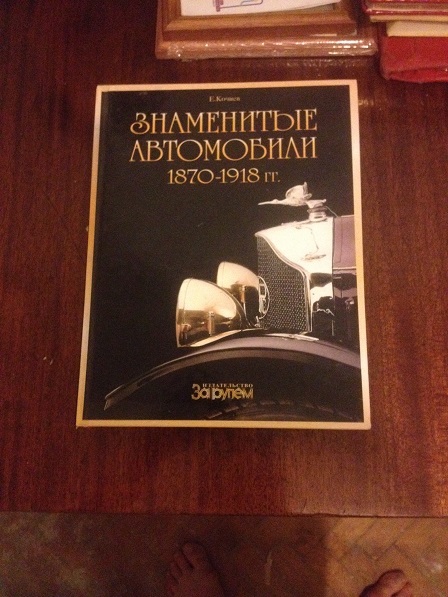 Е. Кочнев
ЗНАМЕНИТЫЕ
АВТОМОБИЛИ
1870-1918 гг.
ИЗДАТЕЛЬСТВО
За рулем